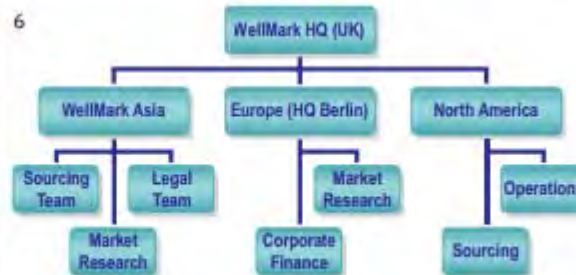 6
WellMark HQ (UK)
WellMark Asia
Europe (HQ Berlin)
North America
Sourcing
Team
Legal
Team
Market
Research
Market
Research
Corporate
Finance
Operation
Sourcing